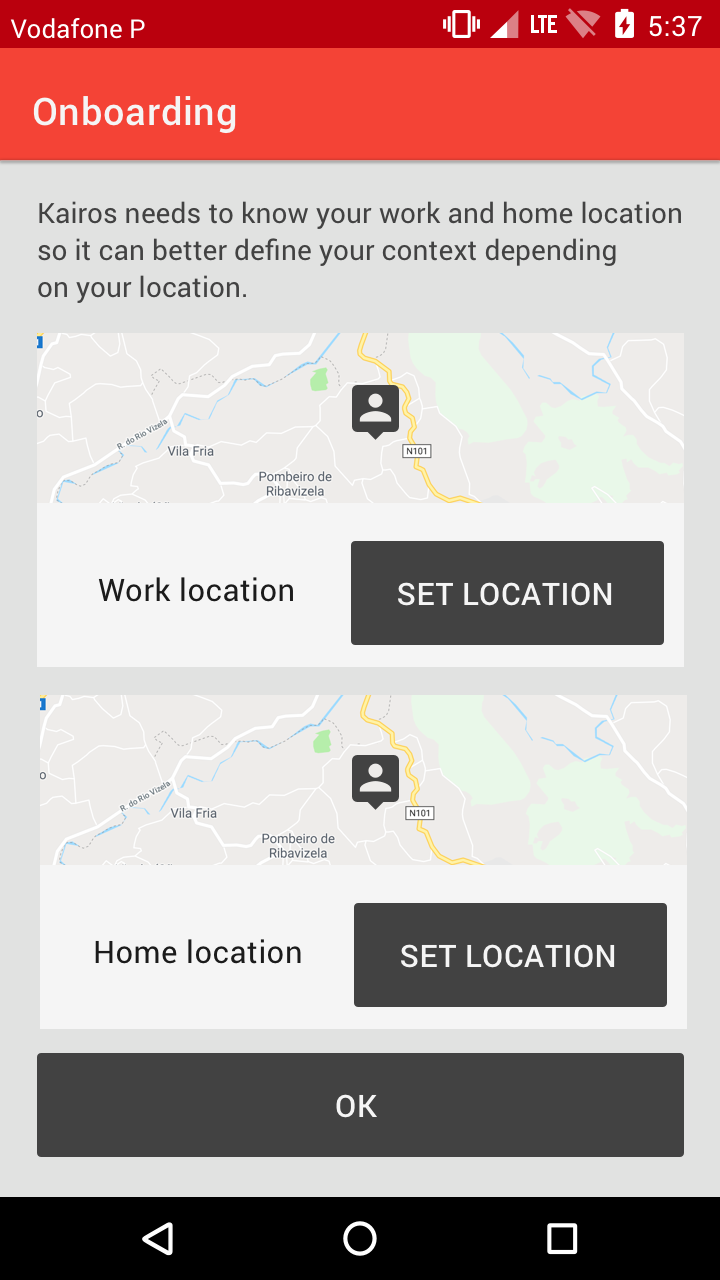 Vodafone P
LTE
5:37
Onboarding
Kairos needs to know your work and home location
so it can better define your context depending
on your location.
o
R. do Rio Vizela
Vila Fria
N101
Pombeiro de
Ribavizela
Work location
SET LOCATION
o
R. do Rio Vizela
Vila Fria
N101
Pombeiro de
Ribavizela
Home location
SET LOCATION
OK